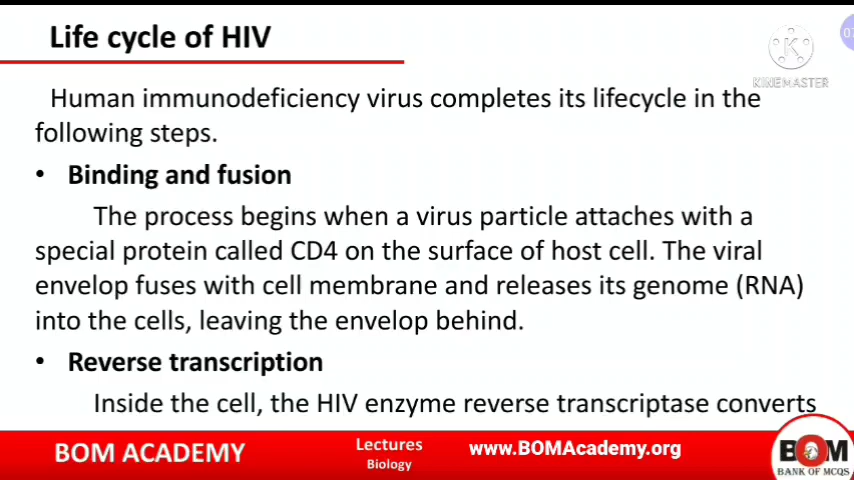 Life cycle of HIV
07
K
KINEMASTER
Human immunodeficiency virus completes its lifecycle in the
following steps.
• Binding and fusion
The process begins when a virus particle attaches with a
special protein called CD4 on the surface of host cell. The viral
envelop fuses with cell membrane and releases its genome (RNA)
into the cells, leaving the envelop behind.
• Reverse transcription
Inside the cell, the HIV enzyme reverse transcriptase converts
BOM ACADEMY
Lectures
Biology
www.BOMAcademy.org
BOM
BANK OF MCQS